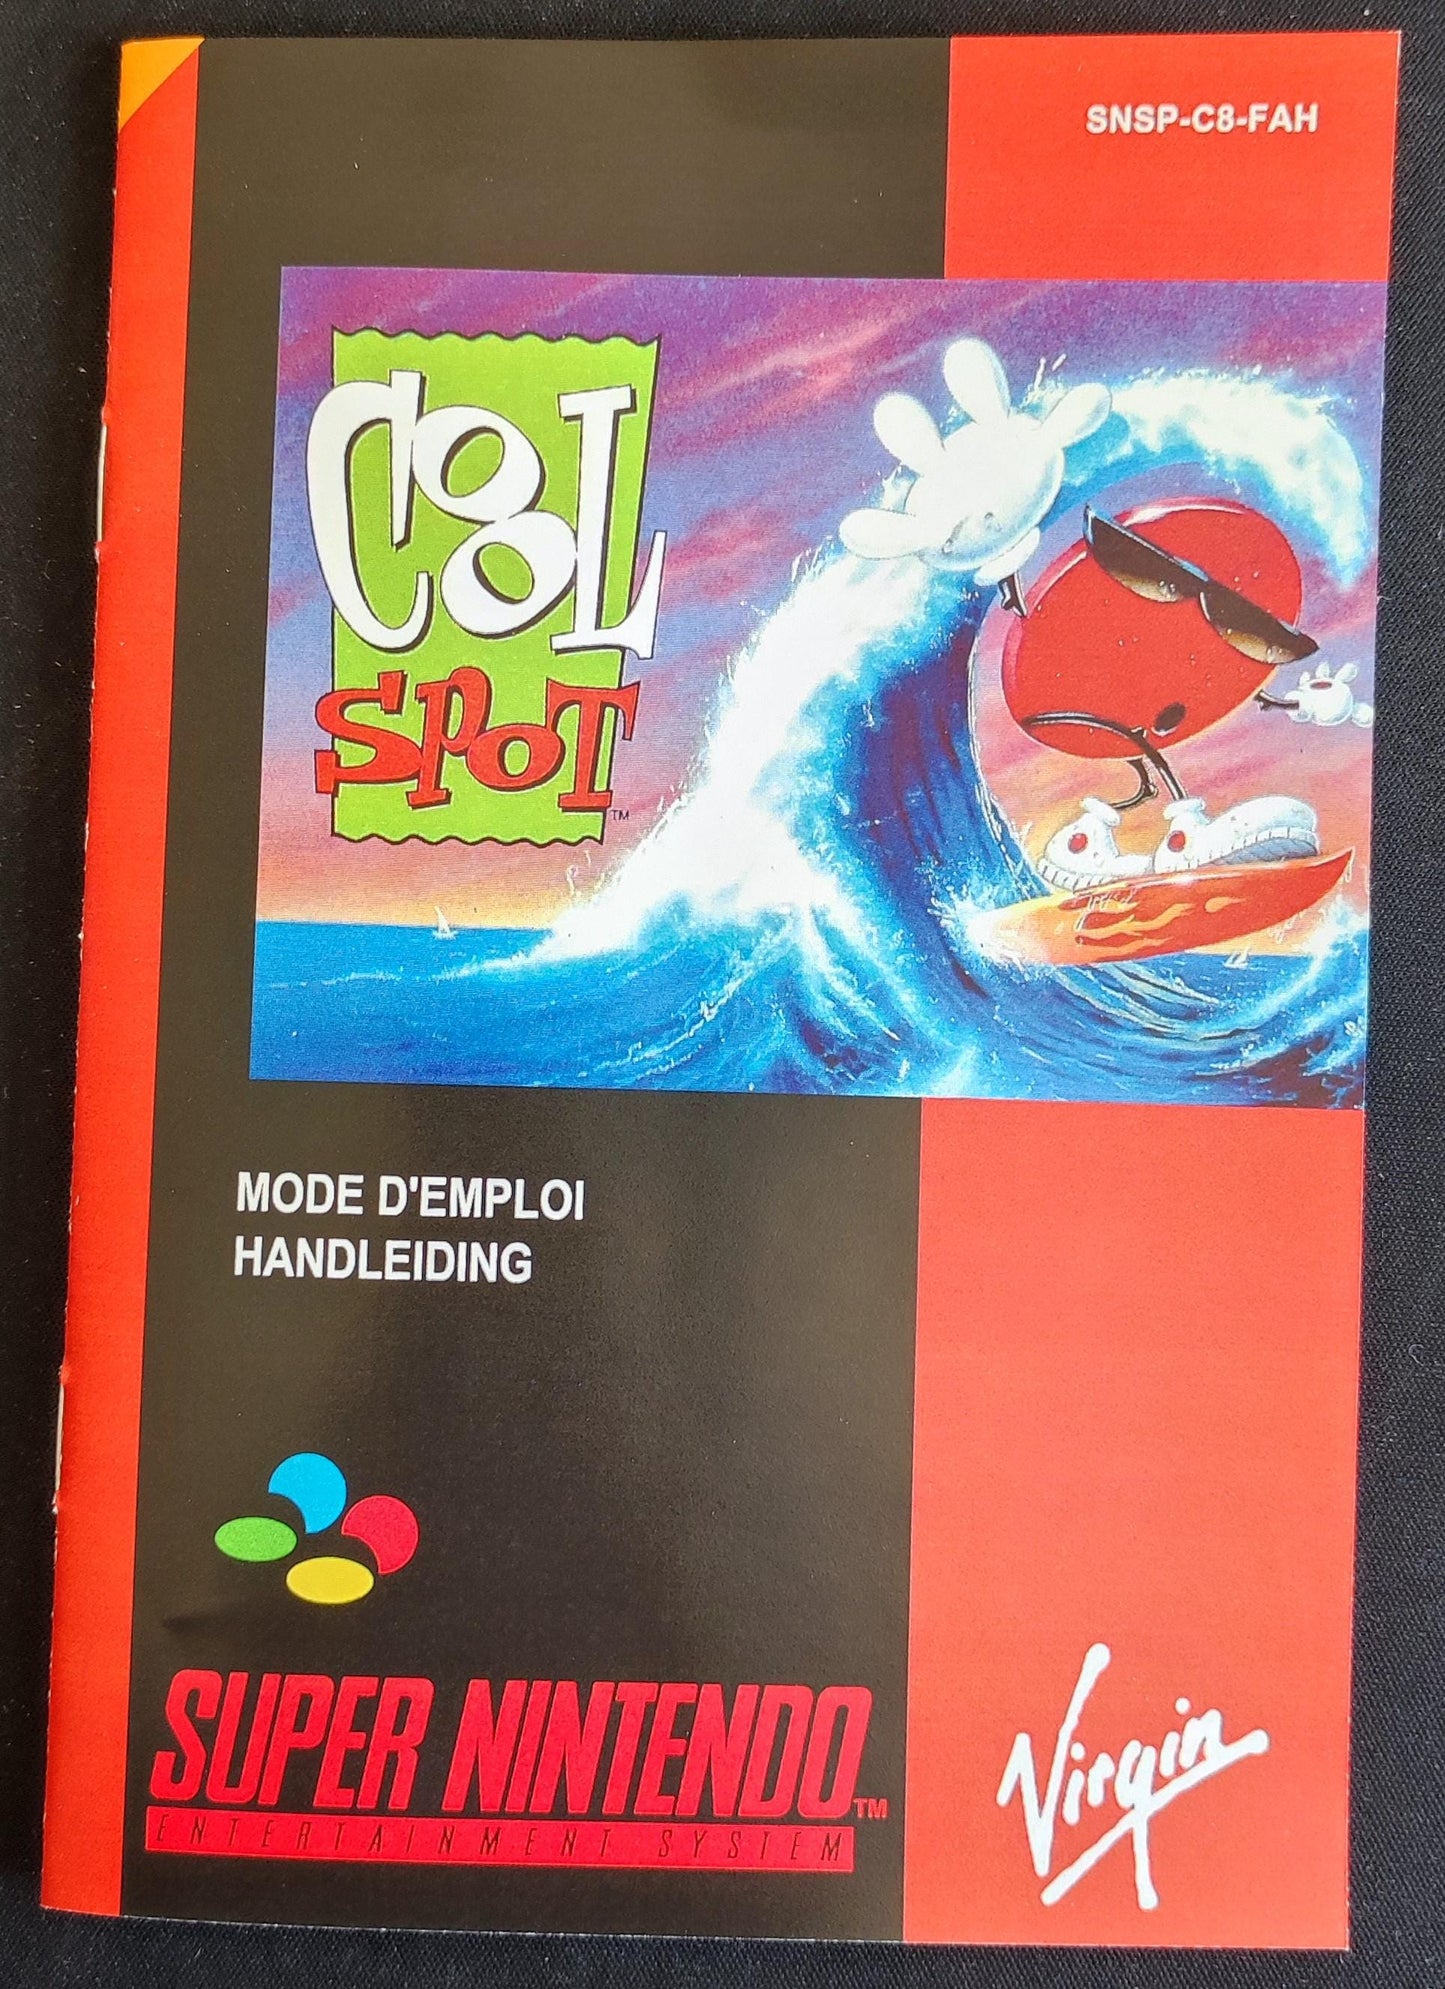 SNSP-C8-FAH
COOL
SPOT
TM
MODE D'EMPLOI
HANDLEIDING
SUPER NINTENDO TM
ENTERTAINMENT SYSTEM
Virgin